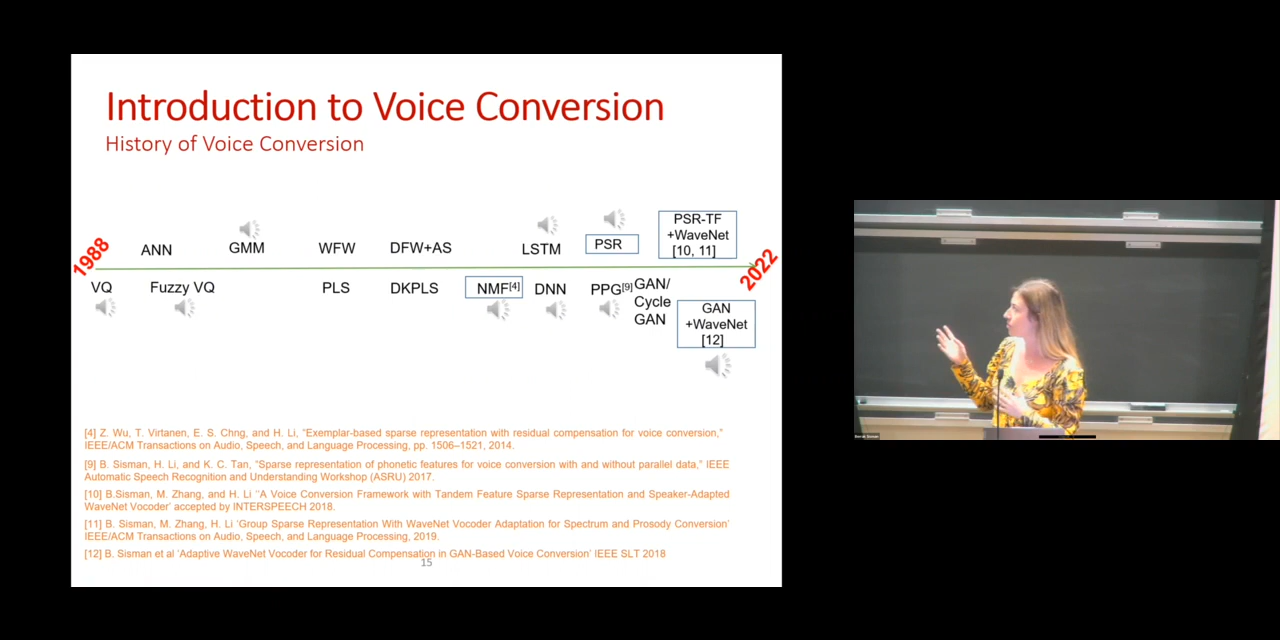 Introduction to Voice Conversion
History of Voice Conversion
1988
ANN
GMM
WFW
DFW+AS
LSTM
PSR
PSR-TF
+WaveNet
[10, 11]
2022
VQ
Fuzzy VQ
PLS
DKPLS
NMF[4]
DNN
PPG[9]
GAN/
Cycle
GAN
GAN
+WaveNet
[12]
[4] Z. Wu, T. Virtanen, E. S. Chng, and H. Li, “Exemplar-based sparse representation with residual compensation for voice conversion,”
IEEE/ACM Transactions on Audio, Speech, and Language Processing, pp. 1506–1521, 2014.
[9] B. Sisman, H. Li, and K. C. Tan, “Sparse representation of phonetic features for voice conversion with and without parallel data,” IEEE
Automatic Speech Recognition and Understanding Workshop (ASRU) 2017.
[10] B.Sisman, M. Zhang, and H. Li ''A Voice Conversion Framework with Tandem Feature Sparse Representation and Speaker-Adapted
WaveNet Vocoder' accepted by INTERSPEECH 2018.
[11] B. Sisman, M. Zhang, H. Li 'Group Sparse Representation With WaveNet Vocoder Adaptation for Spectrum and Prosody Conversion'
IEEE/ACM Transactions on Audio, Speech, and Language Processing, 2019.
[12] B. Sisman et al 'Adaptive WaveNet Vocoder for Residual Compensation in GAN-Based Voice Conversion' IEEE SLT 2018
15